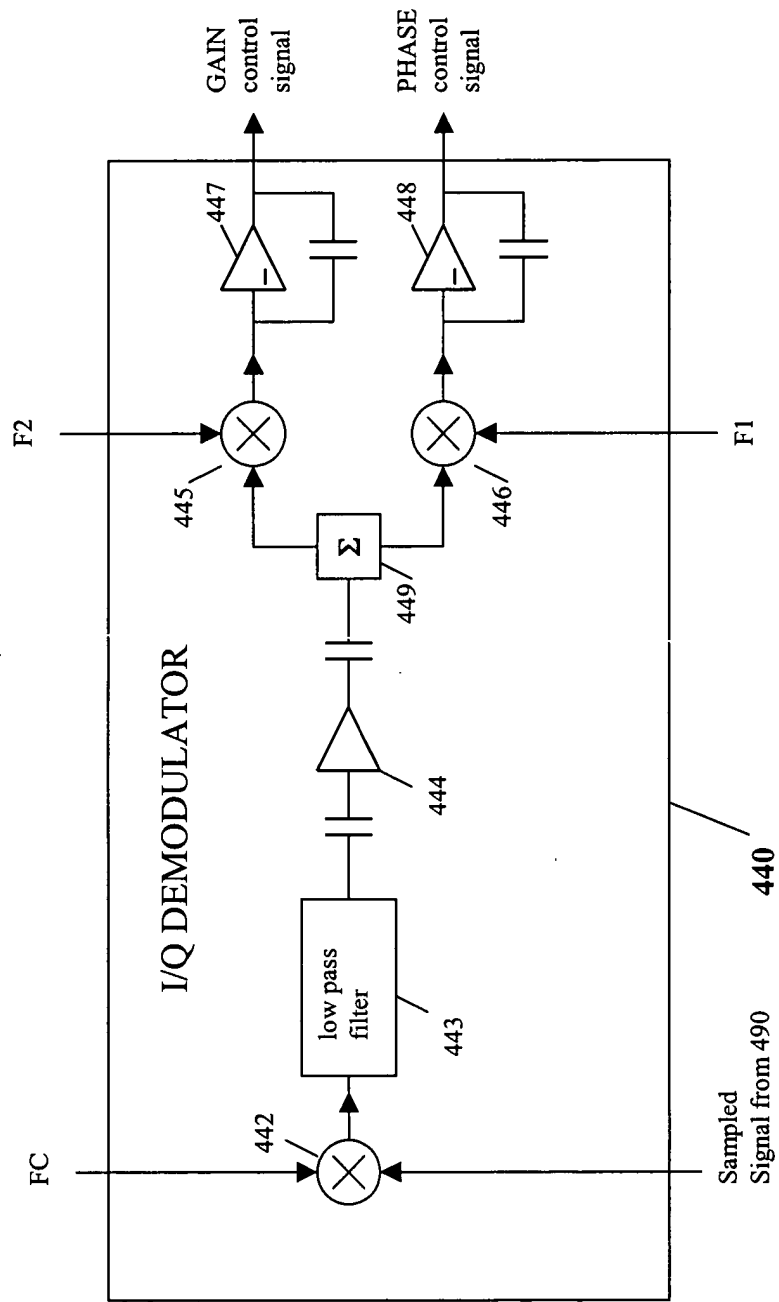 I/Q DEMODULATOR
FC
442
Sampled
Signal from 490
low pass
filter
443
444
Σ
449
F2
445
446
F1
447
448
–
–
GAIN
control
signal
PHASE
control
signal
440